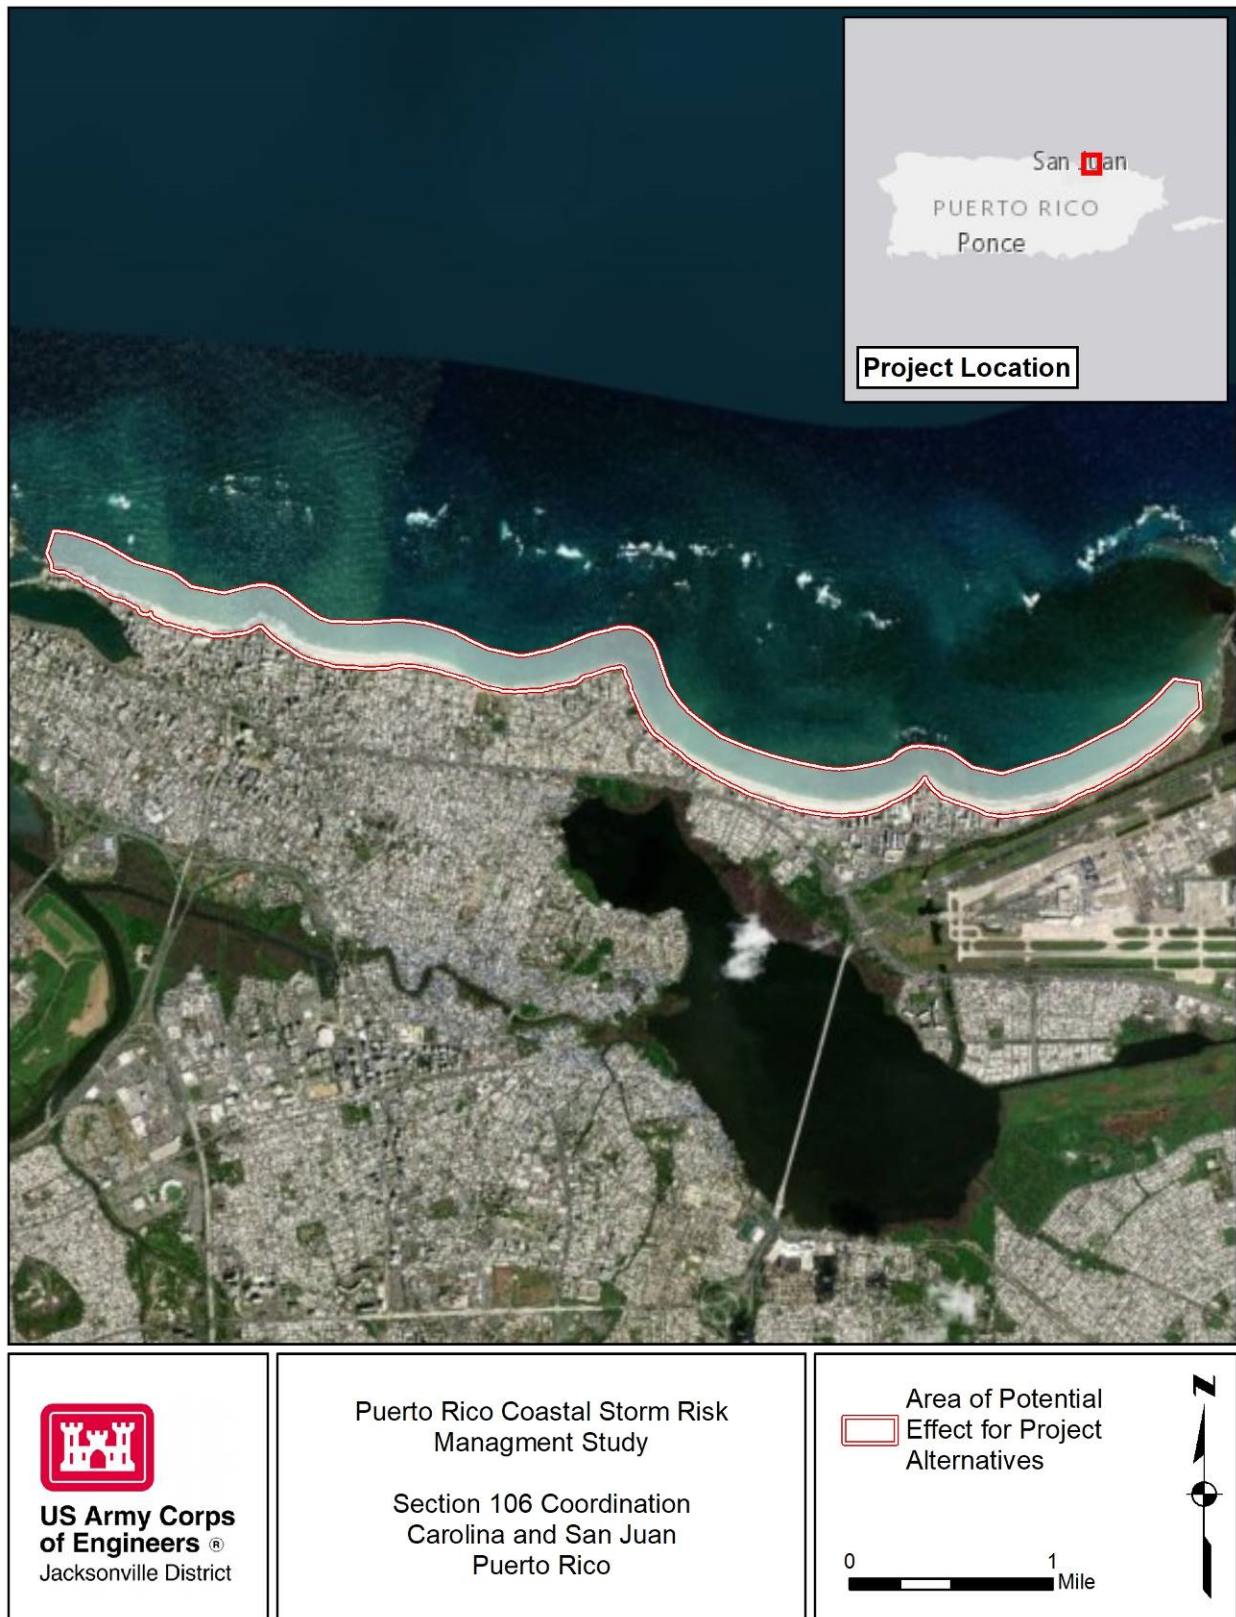 San Juan
PUERTO RICO
Ponce
Project Location
US Army Corps
of Engineers ®
Jacksonville District
Puerto Rico Coastal Storm Risk
Managment Study
Section 106 Coordination
Carolina and San Juan
Puerto Rico
Area of Potential
Effect for Project
Alternatives
N
0 1
Mile